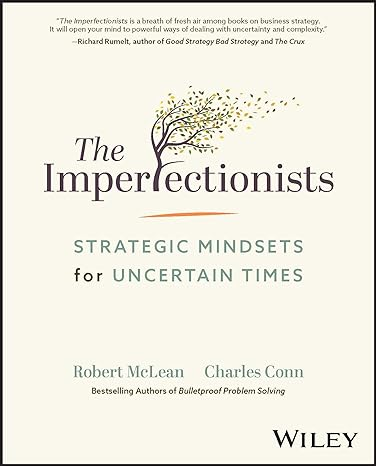 "The Imperfectionists is a breath of fresh air among books on business strategy.
It will open your mind to powerful ways of dealing with uncertainty and complexity."
—Richard Rumelt, author of Good Strategy Bad Strategy and The Crux
The
Imperfectionists
STRATEGIC MINDSETS
for UNCERTAIN TIMES
Robert McLean Charles Conn
Bestselling Authors of Bulletproof Problem Solving
WILEY